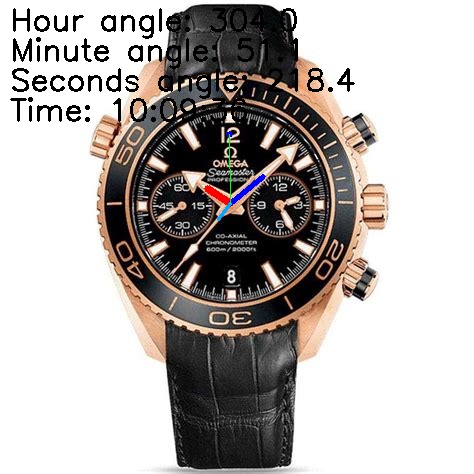 Hour angle: 304.0
Minute angle: 51.1
Seconds angle: 218.4
Time: 10:09:36
12
50
OMEGA
Seamaster
PROFESSIONAL
60 12
45 15 9 3
6
CO-AXIAL
CHRONOMETER
600m/2000ft
8
40
30